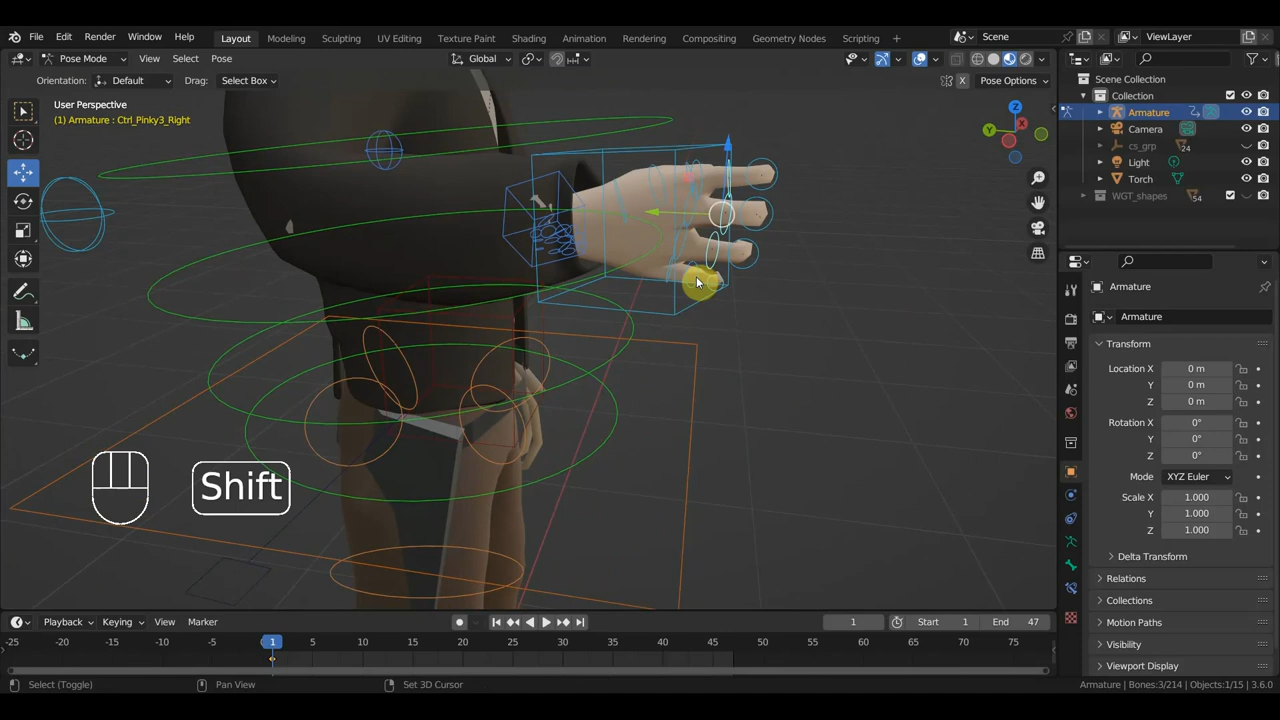 File Edit Render Window Help Layout Modeling Sculpting UV Editing Texture Paint Shading Animation Rendering Compositing Geometry Nodes Scripting + Scene ViewLayer
Pose Mode View Select Pose Global Pose Options
Orientation: Default Drag: Select Box X
User Perspective
(1) Armature : Ctrl_Pinky3_Right
Z
Y
X
Scene Collection
Collection
Armature
Camera
cs_grp 24
Light
Torch
WGT_shapes 54
Armature
Armature
Transform
Location X 0 m
Y 0 m
Z 0 m
Rotation X 0°
Y 0°
Z 0°
Mode XYZ Euler
Scale X 1.000
Y 1.000
Z 1.000
Delta Transform
Relations
Collections
Motion Paths
Visibility
Viewport Display
Shift
Playback Keying View Marker 1 Start 1 End 47
-25 -20 -15 -10 -5 1 5 10 15 20 25 30 35 40 45 50 55 60 65 70 75
Select (Toggle) Pan View Set 3D Cursor Armature | Bones:3/214 | Objects:1/15 | 3.6.0